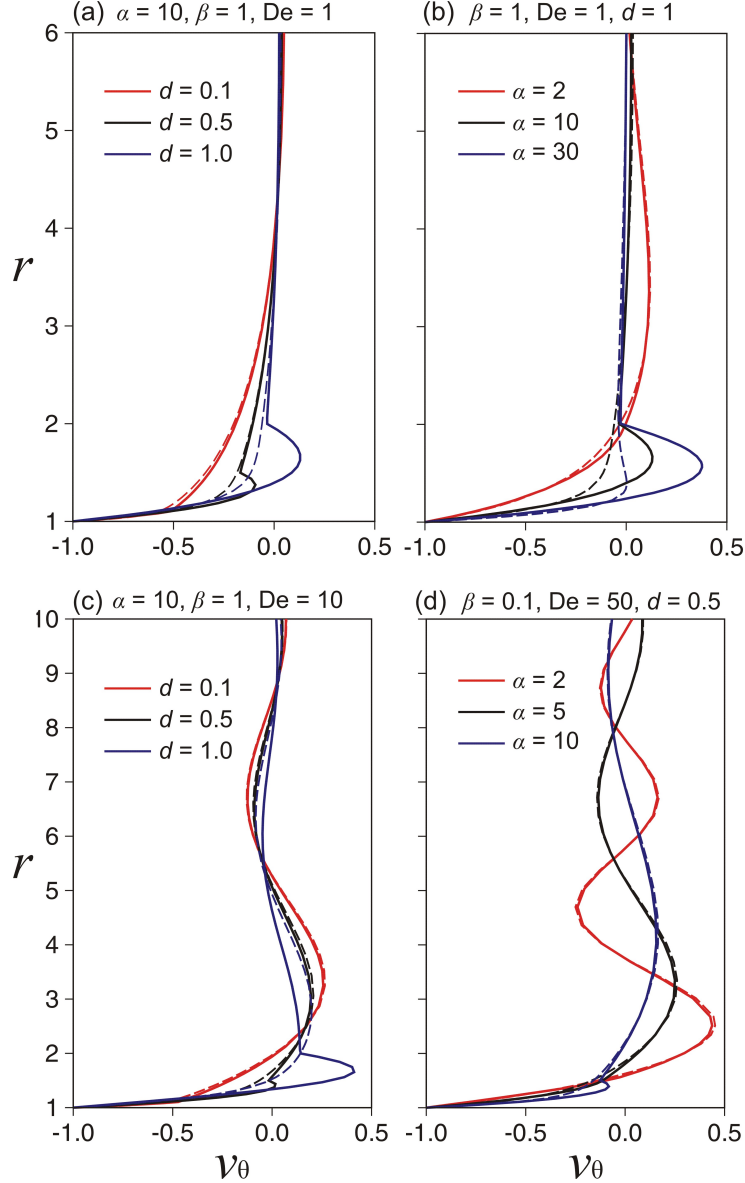 (a) α = 10, β = 1, De = 1
(b) β = 1, De = 1, d = 1
6
5
4
3
2
1
r
d = 0.1
d = 0.5
d = 1.0
α = 2
α = 10
α = 30
-1.0 -0.5 0.0 0.5
-1.0 -0.5 0.0 0.5
(c) α = 10, β = 1, De = 10
(d) β = 0.1, De = 50, d = 0.5
10
9
8
7
6
5
4
3
2
1
r
d = 0.1
d = 0.5
d = 1.0
α = 2
α = 5
α = 10
-1.0 -0.5 0.0 0.5
-1.0 -0.5 0.0 0.5
vθ
vθ